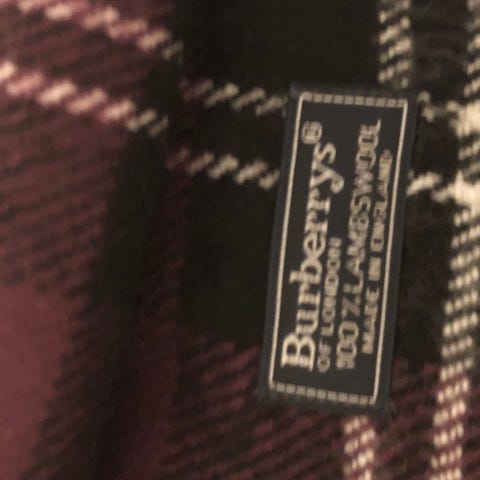 Burberrys®
OF LONDON
100% LAMBSWOOL
MADE IN ENGLAND